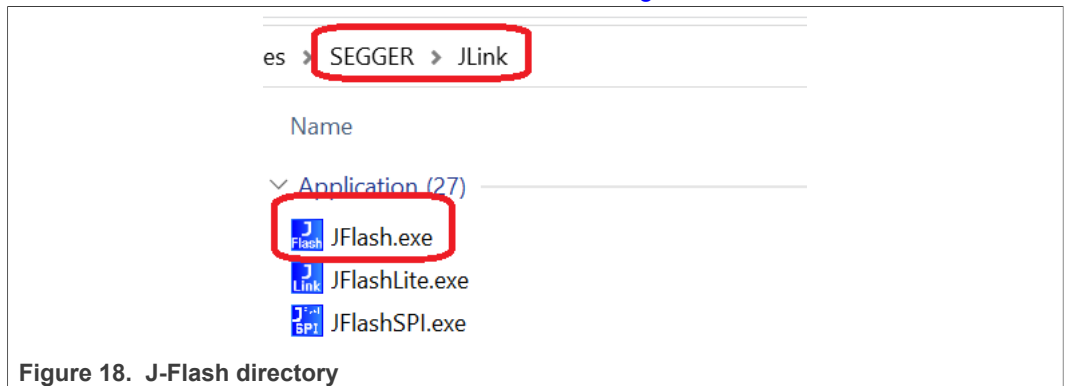 es > SEGGER > JLink
Name
Application (27)
J Flash JFlash.exe
J Link JFlashLite.exe
SPI JFlashSPI.exe
Figure 18. J-Flash directory